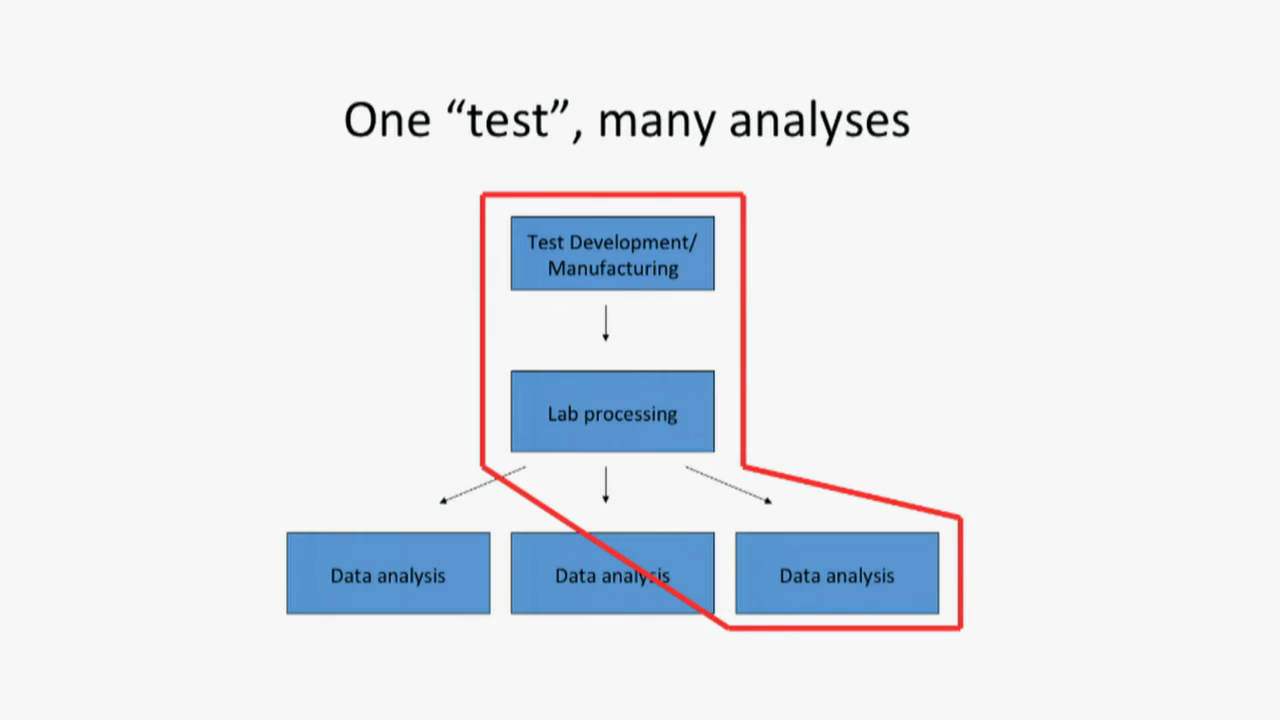 One “test”, many analyses
Test Development/
Manufacturing
Lab processing
Data analysis
Data analysis
Data analysis